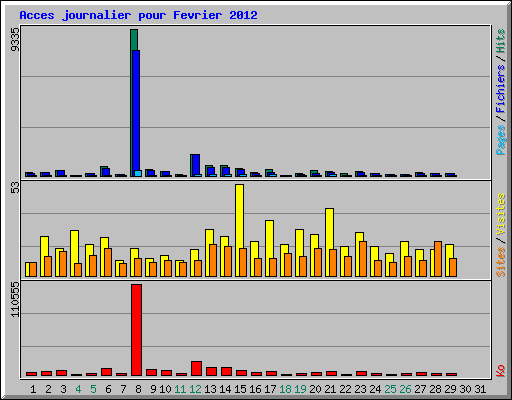 Acces journalier pour Fevrier 2012
9335
Pages / Fichiers / Hits
53
Sites / Visites
110555
Ko
1 2 3 4 5 6 7 8 9 10 11 12 13 14 15 16 17 18 19 20 21 22 23 24 25 26 27 28 29 30 31